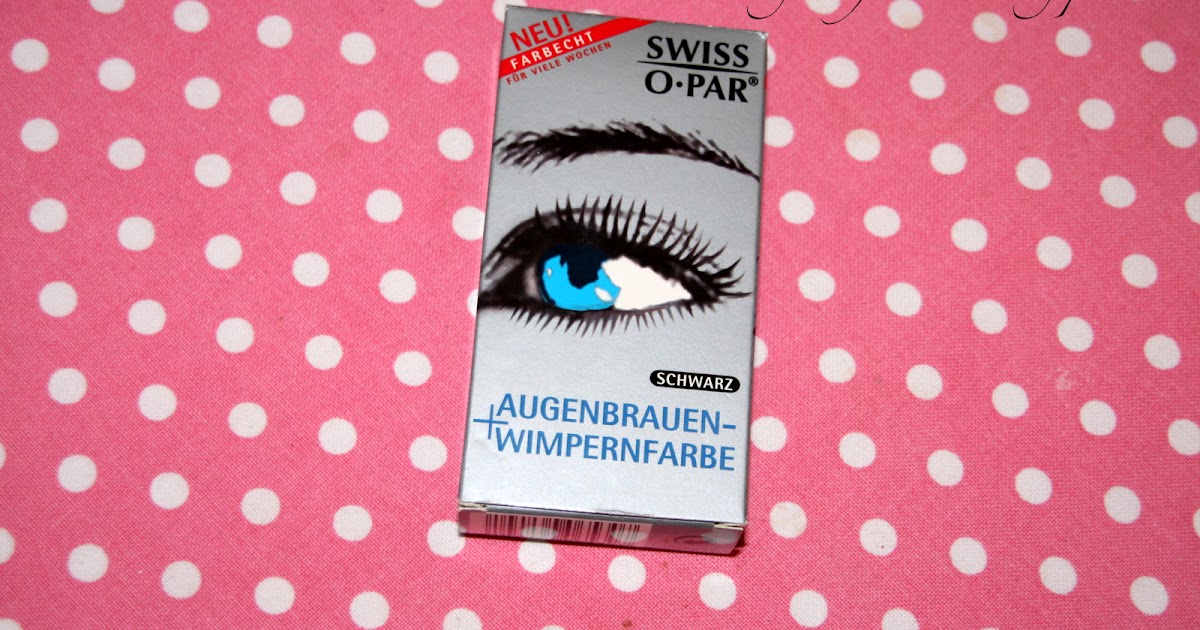 NEU!
FARBECHT
FÜR VIELE WOCHEN
SWISS
O·PAR®
SCHWARZ
AUGENBRAUEN-
+WIMPERNFARBE